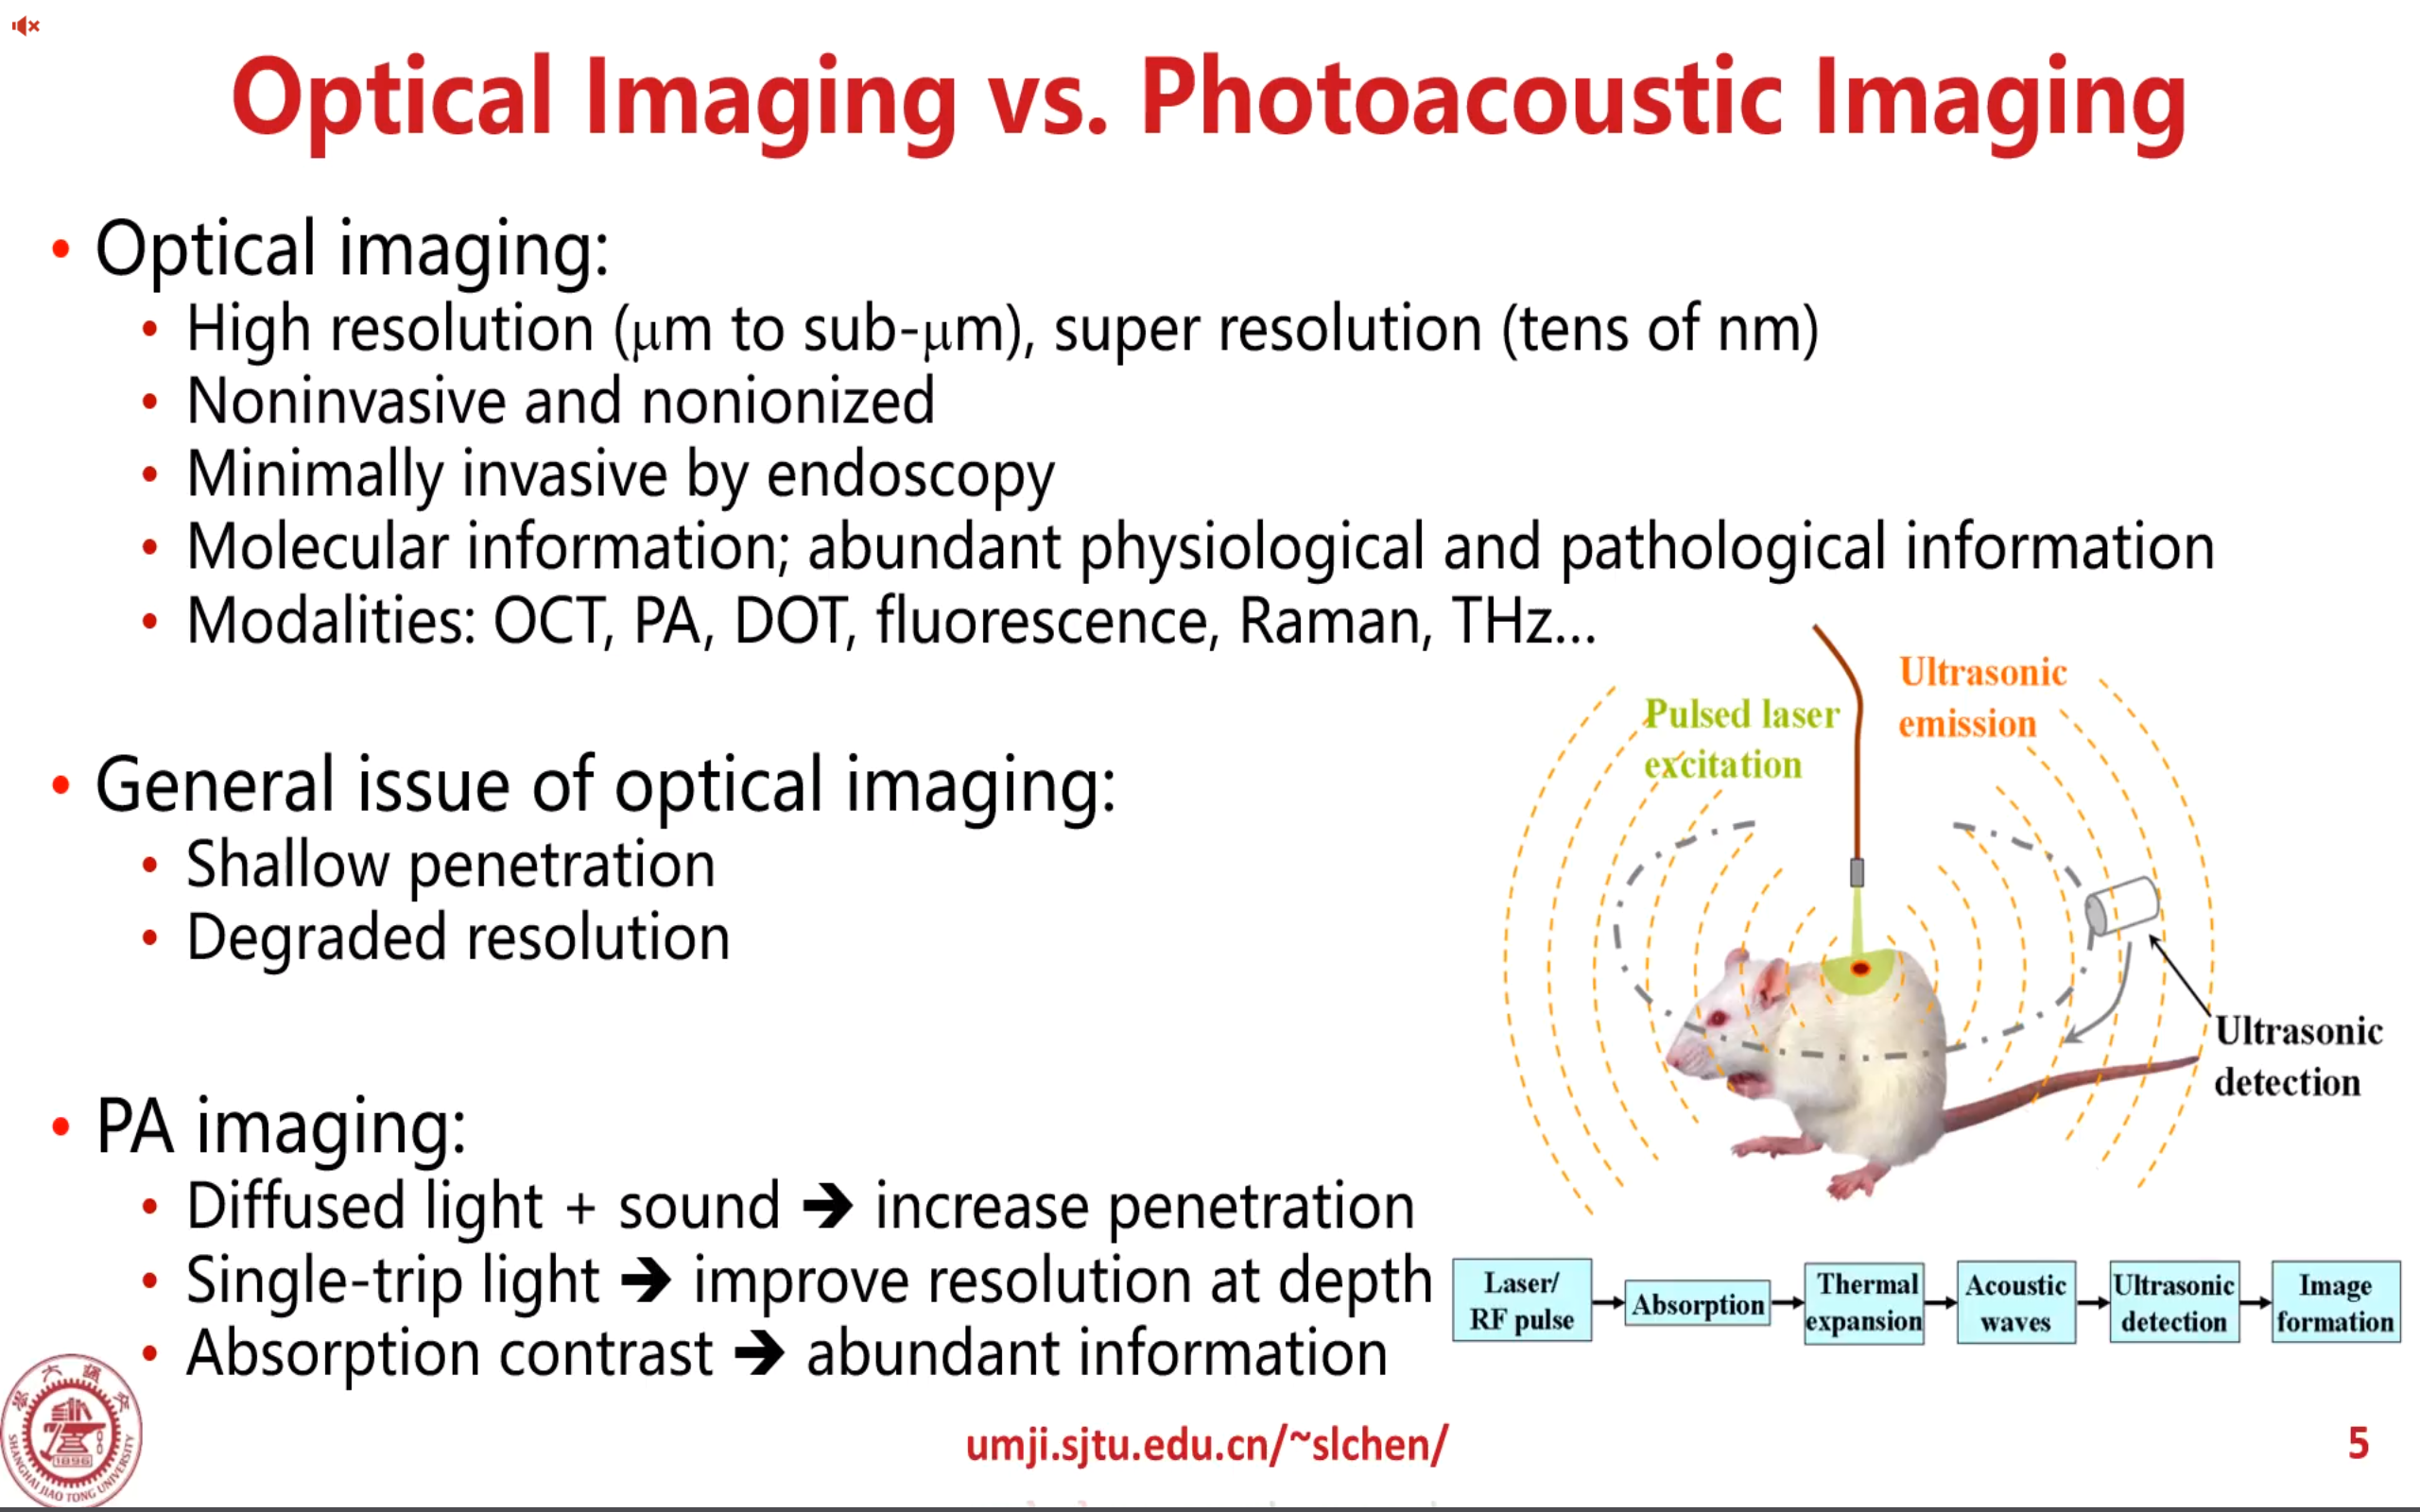 Optical Imaging vs. Photoacoustic Imaging
• Optical imaging:
• High resolution (μm to sub-μm), super resolution (tens of nm)
• Noninvasive and nonionized
• Minimally invasive by endoscopy
• Molecular information; abundant physiological and pathological information
• Modalities: OCT, PA, DOT, fluorescence, Raman, THz...
• General issue of optical imaging:
• Shallow penetration
• Degraded resolution
• PA imaging:
• Diffused light + sound ➔ increase penetration
• Single-trip light ➔ improve resolution at depth
• Absorption contrast ➔ abundant information
Pulsed laser
excitation
Ultrasonic
emission
Ultrasonic
detection
Laser/
RF pulse
Absorption
Thermal
expansion
Acoustic
waves
Ultrasonic
detection
Image
formation
SHANGHAI JIAO TONG UNIVERSITY
1896
umji.sjtu.edu.cn/~slchen/
5